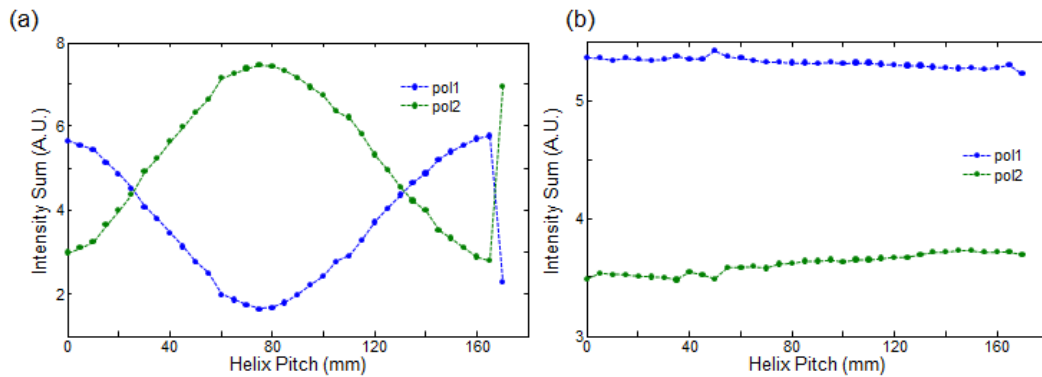 (a)
8
6
4
2
0
40
80
120
160
Intensity Sum (A.U.)
Helix Pitch (mm)
pol1
pol2
(b)
5
4
3
0
40
80
120
160
Intensity Sum (A.U.)
Helix Pitch (mm)
pol1
pol2